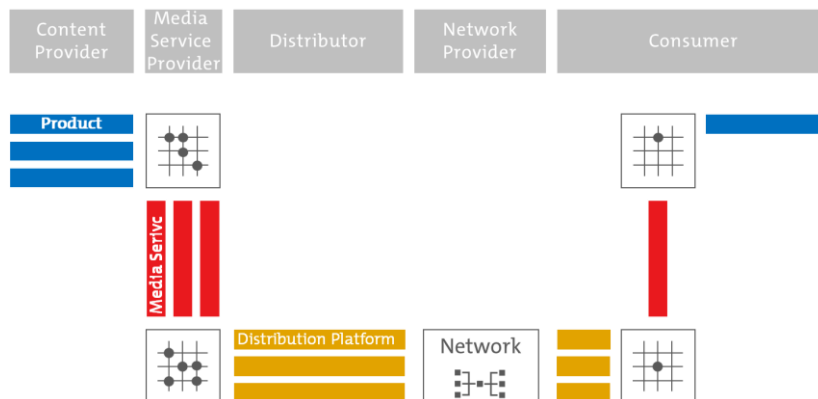 Content
Provider
Media
Service
Provider
Distributor
Network
Provider
Consumer
Product
Media Serivc
Distribution Platform
Network